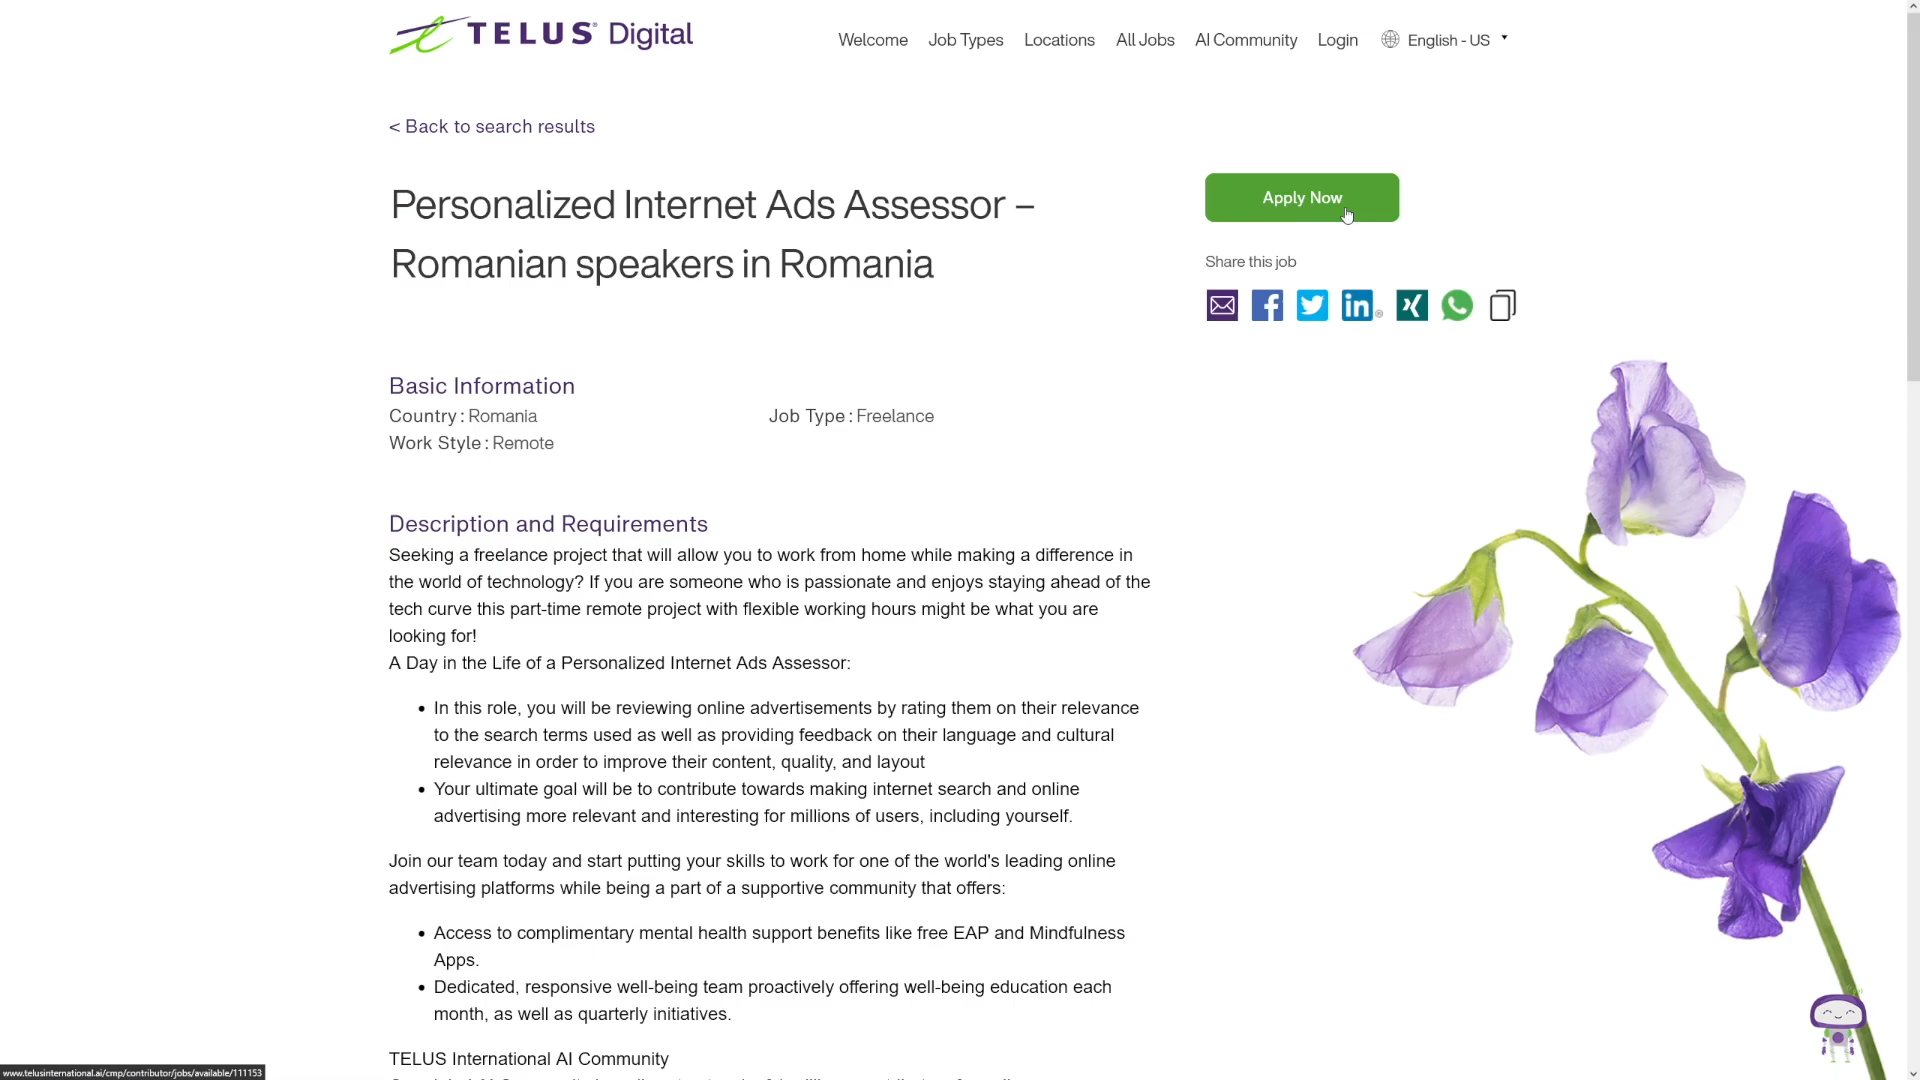 TELUS® Digital
Welcome Job Types Locations All Jobs AI Community Login English - US
< Back to search results
Personalized Internet Ads Assessor –
Romanian speakers in Romania
Apply Now
Share this job
Basic Information
Country : Romania Job Type : Freelance
Work Style : Remote
Description and Requirements
Seeking a freelance project that will allow you to work from home while making a difference in
the world of technology? If you are someone who is passionate and enjoys staying ahead of the
tech curve this part-time remote project with flexible working hours might be what you are
looking for!
A Day in the Life of a Personalized Internet Ads Assessor:
• In this role, you will be reviewing online advertisements by rating them on their relevance
to the search terms used as well as providing feedback on their language and cultural
relevance in order to improve their content, quality, and layout
• Your ultimate goal will be to contribute towards making internet search and online
advertising more relevant and interesting for millions of users, including yourself.
Join our team today and start putting your skills to work for one of the world's leading online
advertising platforms while being a part of a supportive community that offers:
• Access to complimentary mental health support benefits like free EAP and Mindfulness
Apps.
• Dedicated, responsive well-being team proactively offering well-being education each
month, as well as quarterly initiatives.
TELUS International AI Community
www.telusinternational.ai/cmp/contributor/jobs/available/111153